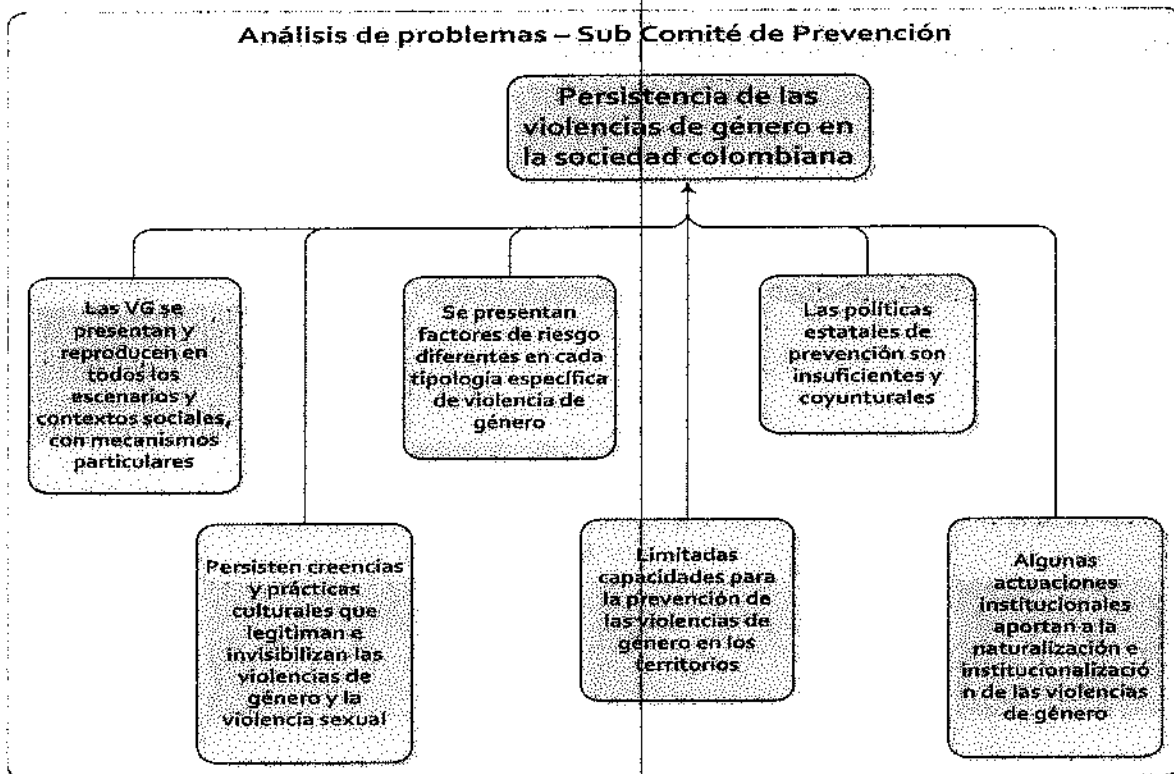 Análisis de problemas – Sub Comité de Prevención
Persistencia de las
violencias de género en
la sociedad colombiana
Las VG se
presentan y
reproducen en
todos los
escenarios y
contextos sociales,
con mecanismos
particulares
Se presentan
factores de riesgo
diferentes en cada
tipología específica
de violencia de
género
Las políticas
estatales de
prevención son
insuficientes y
coyunturales
Persisten creencias
y prácticas
culturales que
legitiman e
invisibilizan las
violencias de
género y la
violencia sexual
Limitadas
capacidades para
la prevención de
las violencias de
género en los
territorios
Algunas
actuaciones
institucionales
aportan a la
naturalización e
institucionalizació
n de las violencias
de género